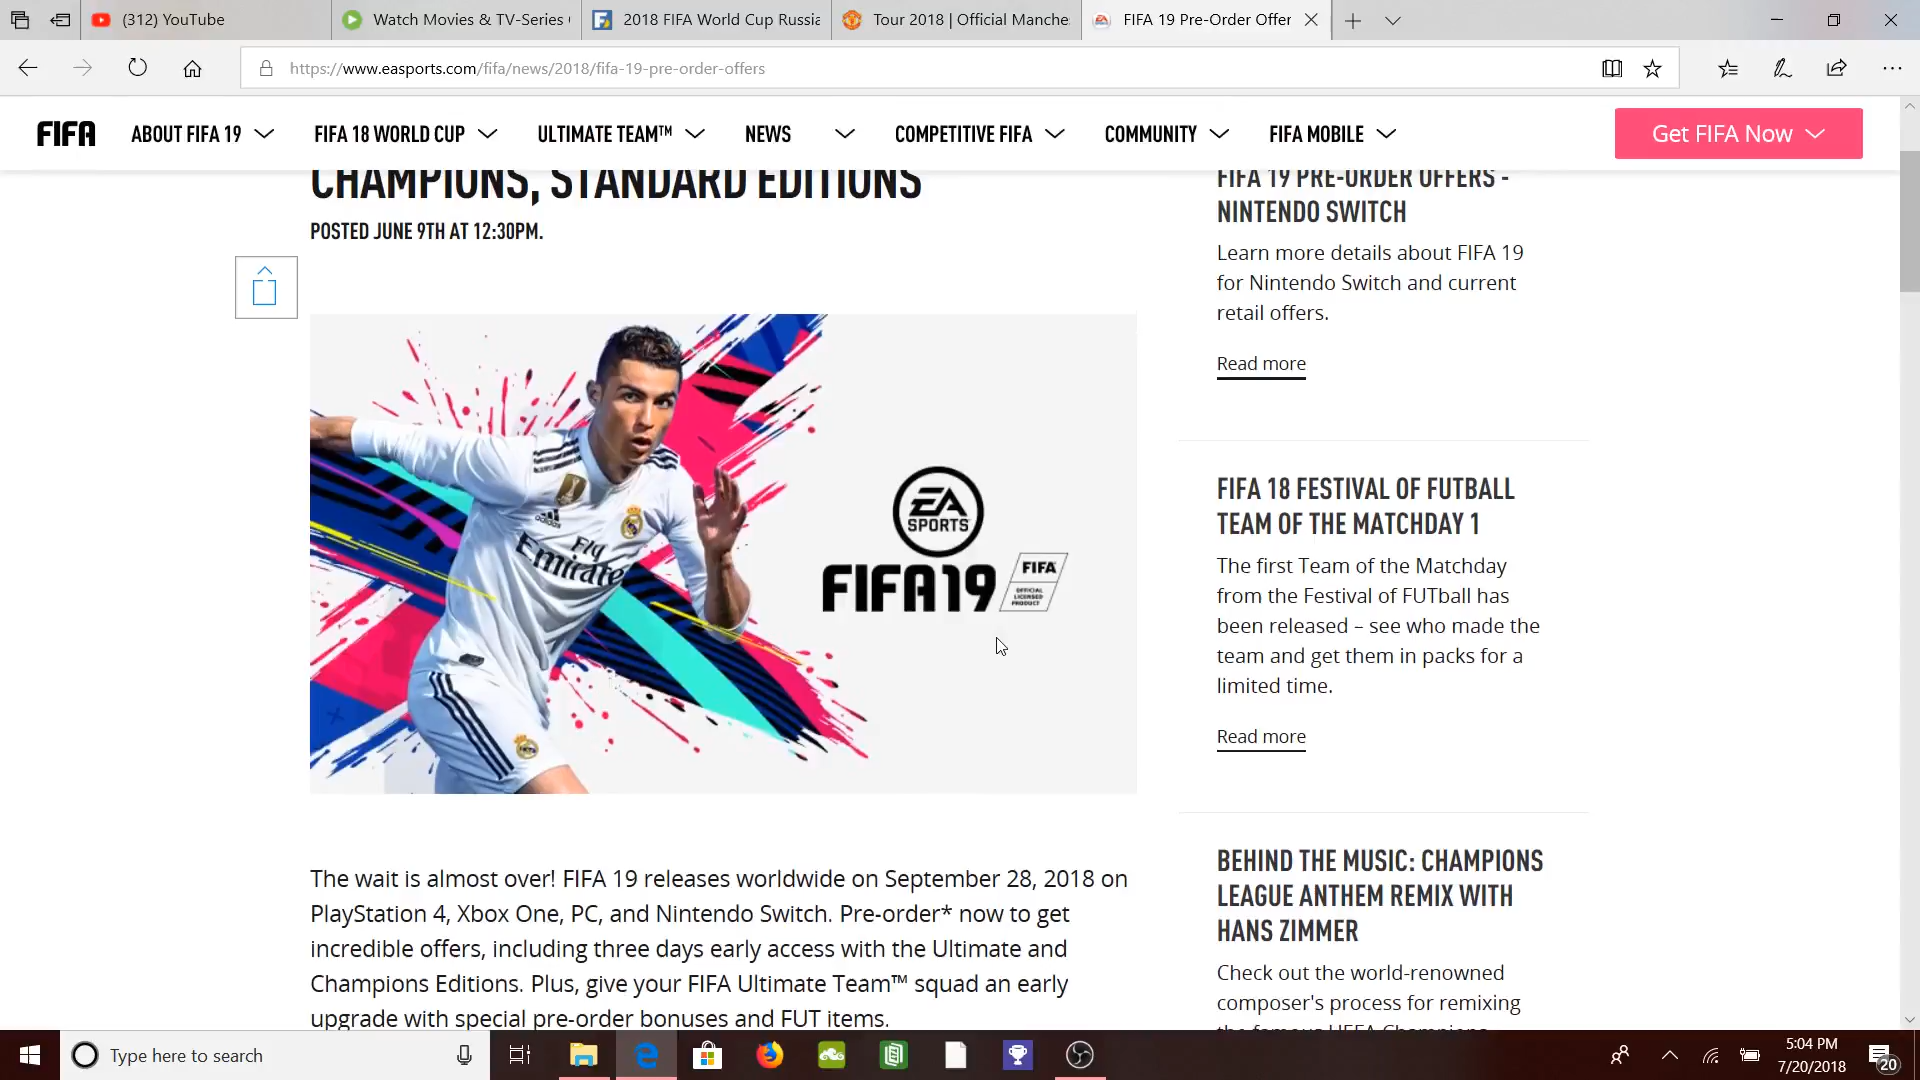 (312) YouTube
Watch Movies & TV-Series
2018 FIFA World Cup Russia
Tour 2018 | Official Manche
FIFA 19 Pre-Order Offer
https://www.easports.com/fifa/news/2018/fifa-19-pre-order-offers
FIFA
ABOUT FIFA 19
FIFA 18 WORLD CUP
ULTIMATE TEAM™
NEWS
COMPETITIVE FIFA
COMMUNITY
FIFA MOBILE
Get FIFA Now
CHAMPIONS, STANDARD EDITIONS
POSTED JUNE 9TH AT 12:30PM.
Fly
Emirates
adidas
EA
SPORTS
FIFA19
FIFA
OFFICIAL
LICENSED
PRODUCT
The wait is almost over! FIFA 19 releases worldwide on September 28, 2018 on
PlayStation 4, Xbox One, PC, and Nintendo Switch. Pre-order* now to get
incredible offers, including three days early access with the Ultimate and
Champions Editions. Plus, give your FIFA Ultimate Team™ squad an early
upgrade with special pre-order bonuses and FUT items.
FIFA 19 PRE-ORDER OFFERS -
NINTENDO SWITCH
Learn more details about FIFA 19
for Nintendo Switch and current
retail offers.
Read more
FIFA 18 FESTIVAL OF FUTBALL
TEAM OF THE MATCHDAY 1
The first Team of the Matchday
from the Festival of FUTball has
been released – see who made the
team and get them in packs for a
limited time.
Read more
BEHIND THE MUSIC: CHAMPIONS
LEAGUE ANTHEM REMIX WITH
HANS ZIMMER
Check out the world-renowned
composer's process for remixing
the famous UEFA Champions
Type here to search
5:04 PM
7/20/2018
20